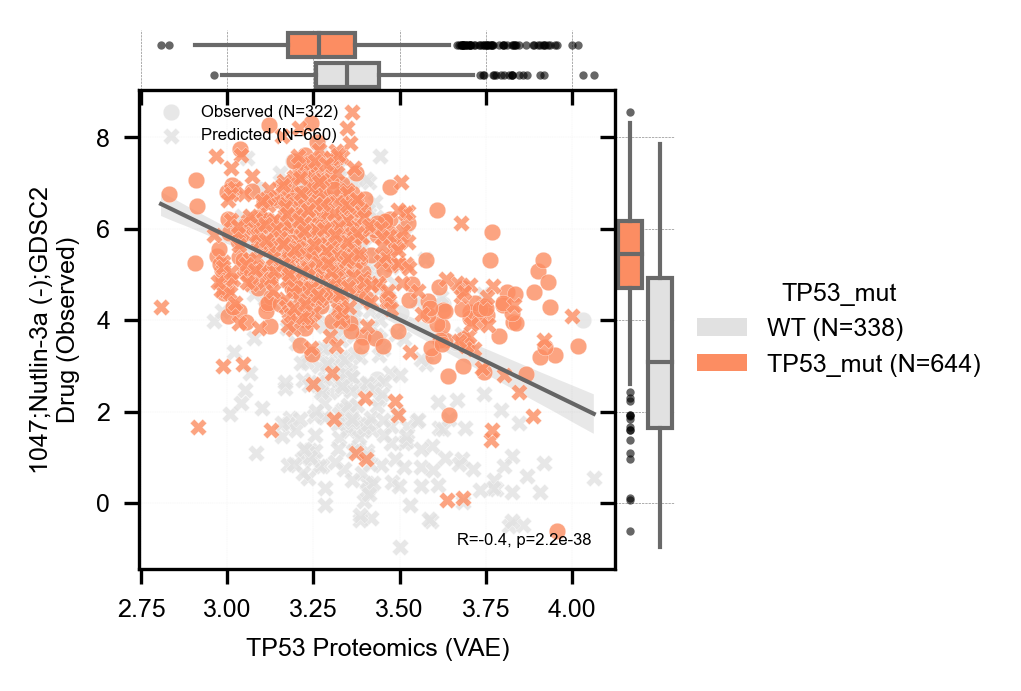 Observed (N=322)
Predicted (N=660)
8
6
4
2
0
1047;Nutlin-3a (-);GDSC2
Drug (Observed)
R=-0.4, p=2.2e-38
2.75
3.00
3.25
3.50
3.75
4.00
TP53 Proteomics (VAE)
TP53_mut
WT (N=338)
TP53_mut (N=644)